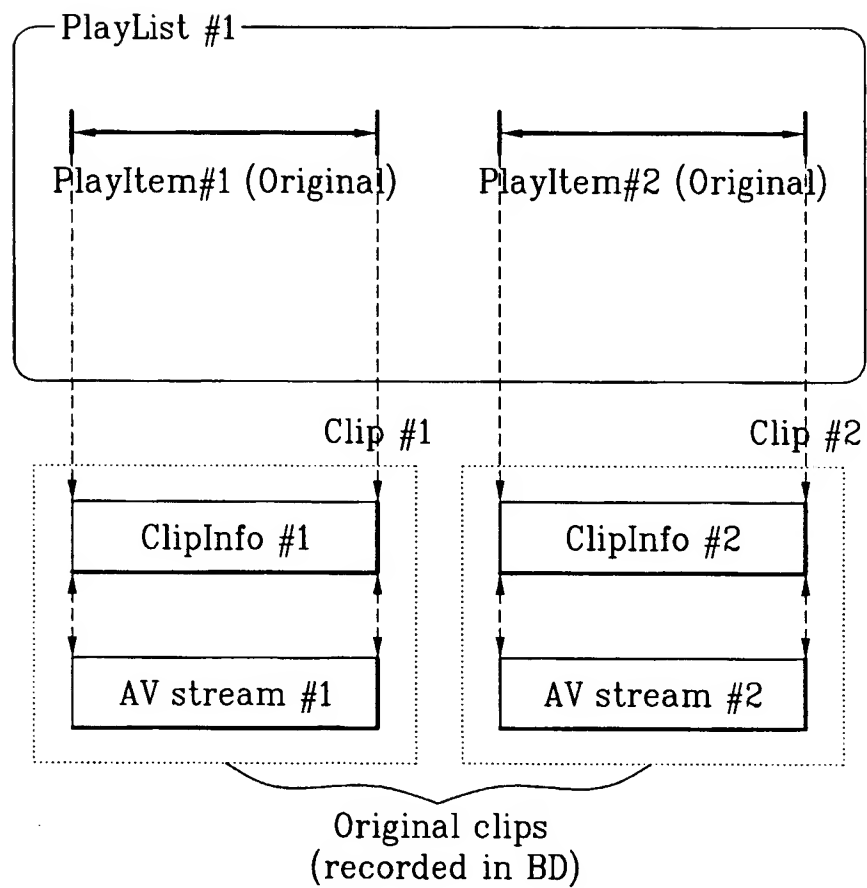 PlayList #1
PlayItem#1 (Original)
PlayItem#2 (Original)
Clip #1
Clip #2
ClipInfo #1
ClipInfo #2
AV stream #1
AV stream #2
Original clips
(recorded in BD)